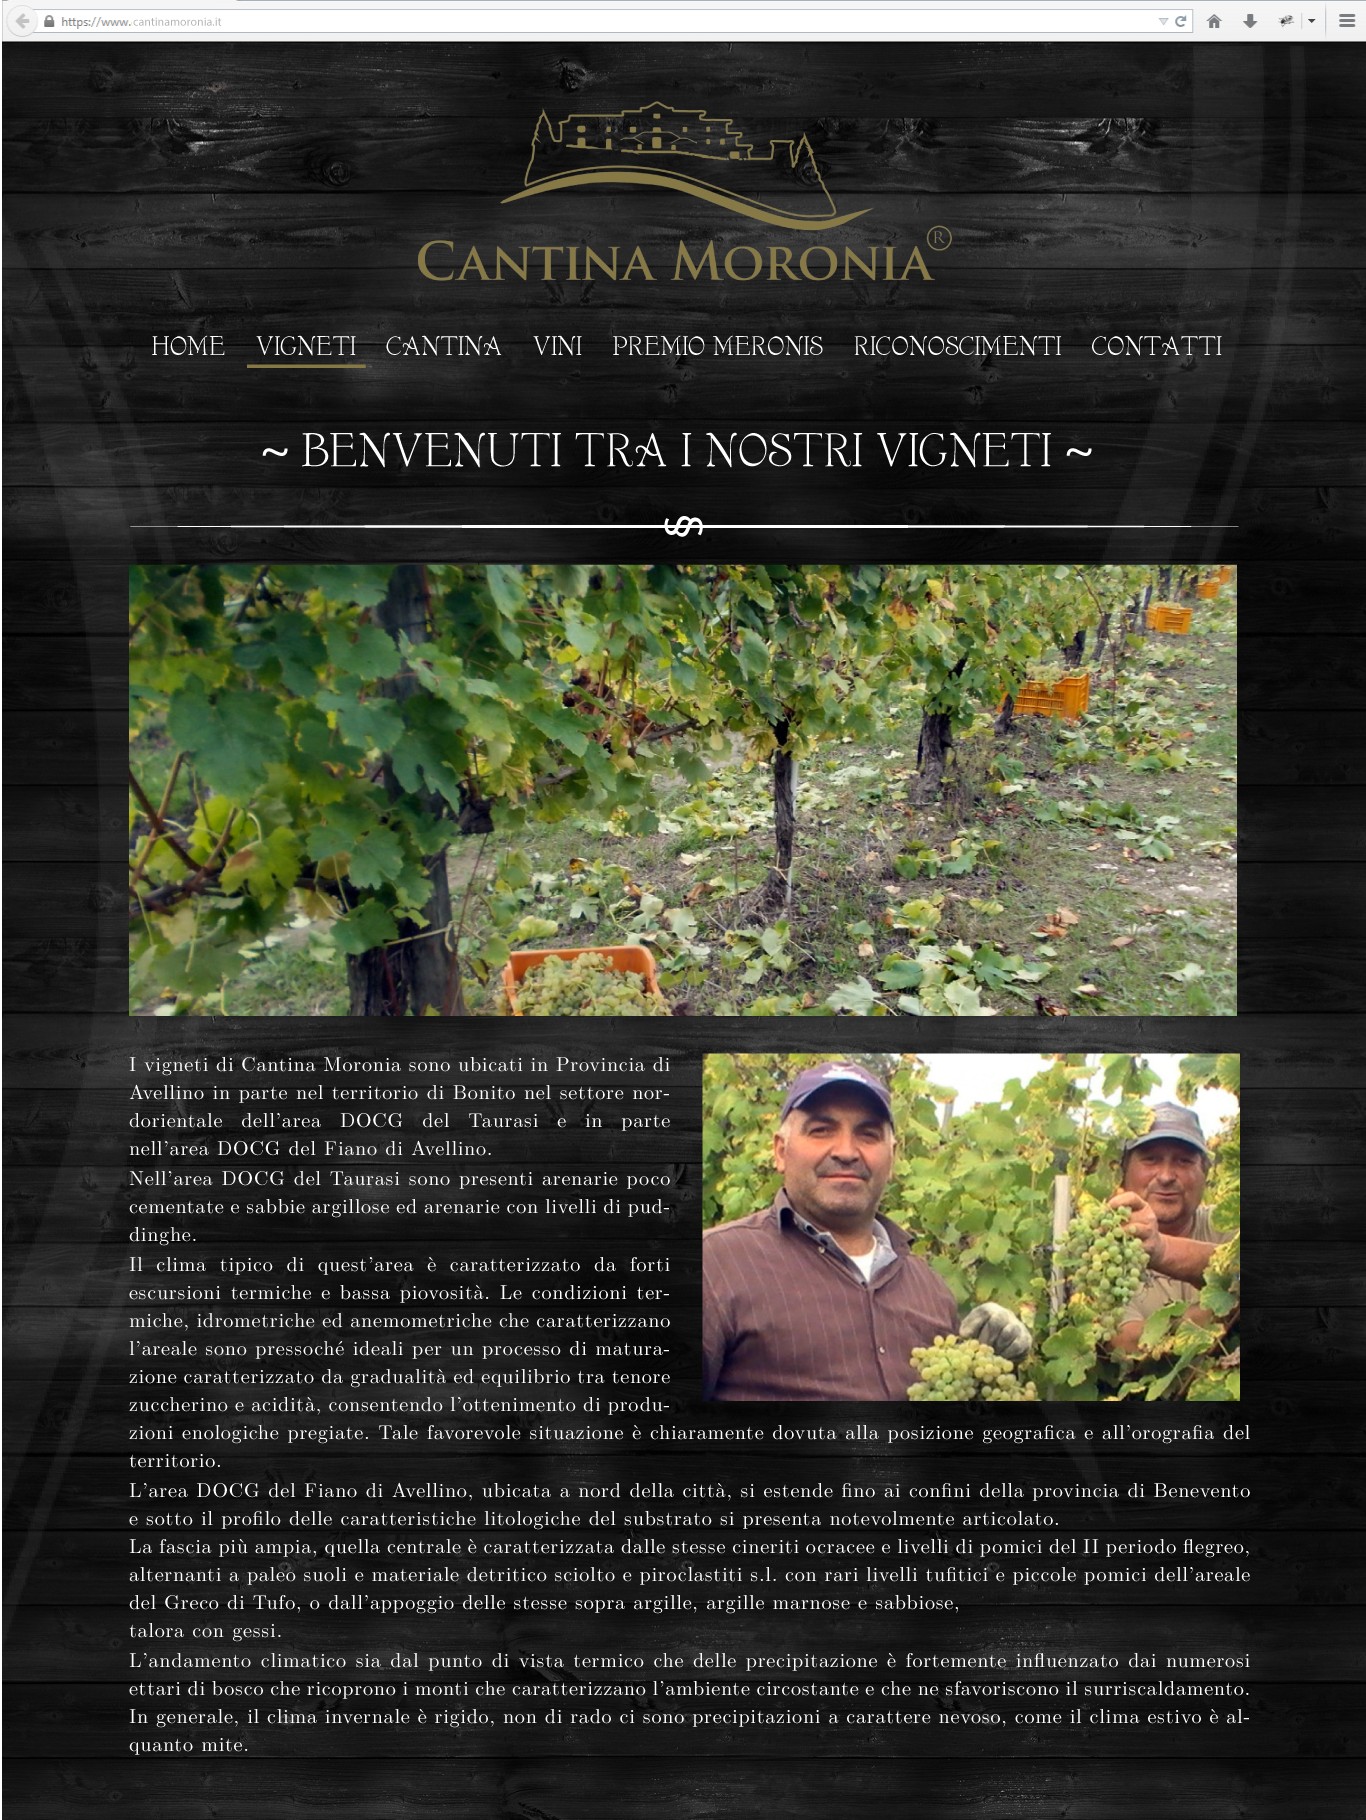 https://www.cantinamoronia.it
CANTINA MORONIA®
HOME VIGNETI CANTINA VINI PREMIO MERONIS RICONOSCIMENTI CONTATTI
~ BENVENUTI TRA I NOSTRI VIGNETI ~
I vigneti di Cantina Moronia sono ubicati in Provincia di
Avellino in parte nel territorio di Bonito nel settore nor-
dorientale dell'area DOCG del Taurasi e in parte
nell'area DOCG del Fiano di Avellino.
Nell'area DOCG del Taurasi sono presenti arenarie poco
cementate e sabbie argillose ed arenarie con livelli di pud-
dinghe.
Il clima tipico di quest'area è caratterizzato da forti
escursioni termiche e bassa piovosità. Le condizioni ter-
miche, idrometriche ed anemometriche che caratterizzano
l'areale sono pressoché ideali per un processo di matura-
zione caratterizzato da gradualità ed equilibrio tra tenore
zuccherino e acidità, consentendo l'ottenimento di produ-
zioni enologiche pregiate. Tale favorevole situazione è chiaramente dovuta alla posizione geografica e all'orografia del
territorio.
L'area DOCG del Fiano di Avellino, ubicata a nord della città, si estende fino ai confini della provincia di Benevento
e sotto il profilo delle caratteristiche litologiche del substrato si presenta notevolmente articolato.
La fascia più ampia, quella centrale è caratterizzata dalle stesse cineriti ocracee e livelli di pomici del II periodo flegreo,
alternanti a paleo suoli e materiale detritico sciolto e piroclastiti s.l. con rari livelli tufitici e piccole pomici dell'areale
del Greco di Tufo, o dall'appoggio delle stesse sopra argille, argille marnose e sabbiose,
talora con gessi.
L'andamento climatico sia dal punto di vista termico che delle precipitazione è fortemente influenzato dai numerosi
ettari di bosco che ricoprono i monti che caratterizzano l'ambiente circostante e che ne sfavoriscono il surriscaldamento.
In generale, il clima invernale è rigido, non di rado ci sono precipitazioni a carattere nevoso, come il clima estivo è al-
quanto mite.